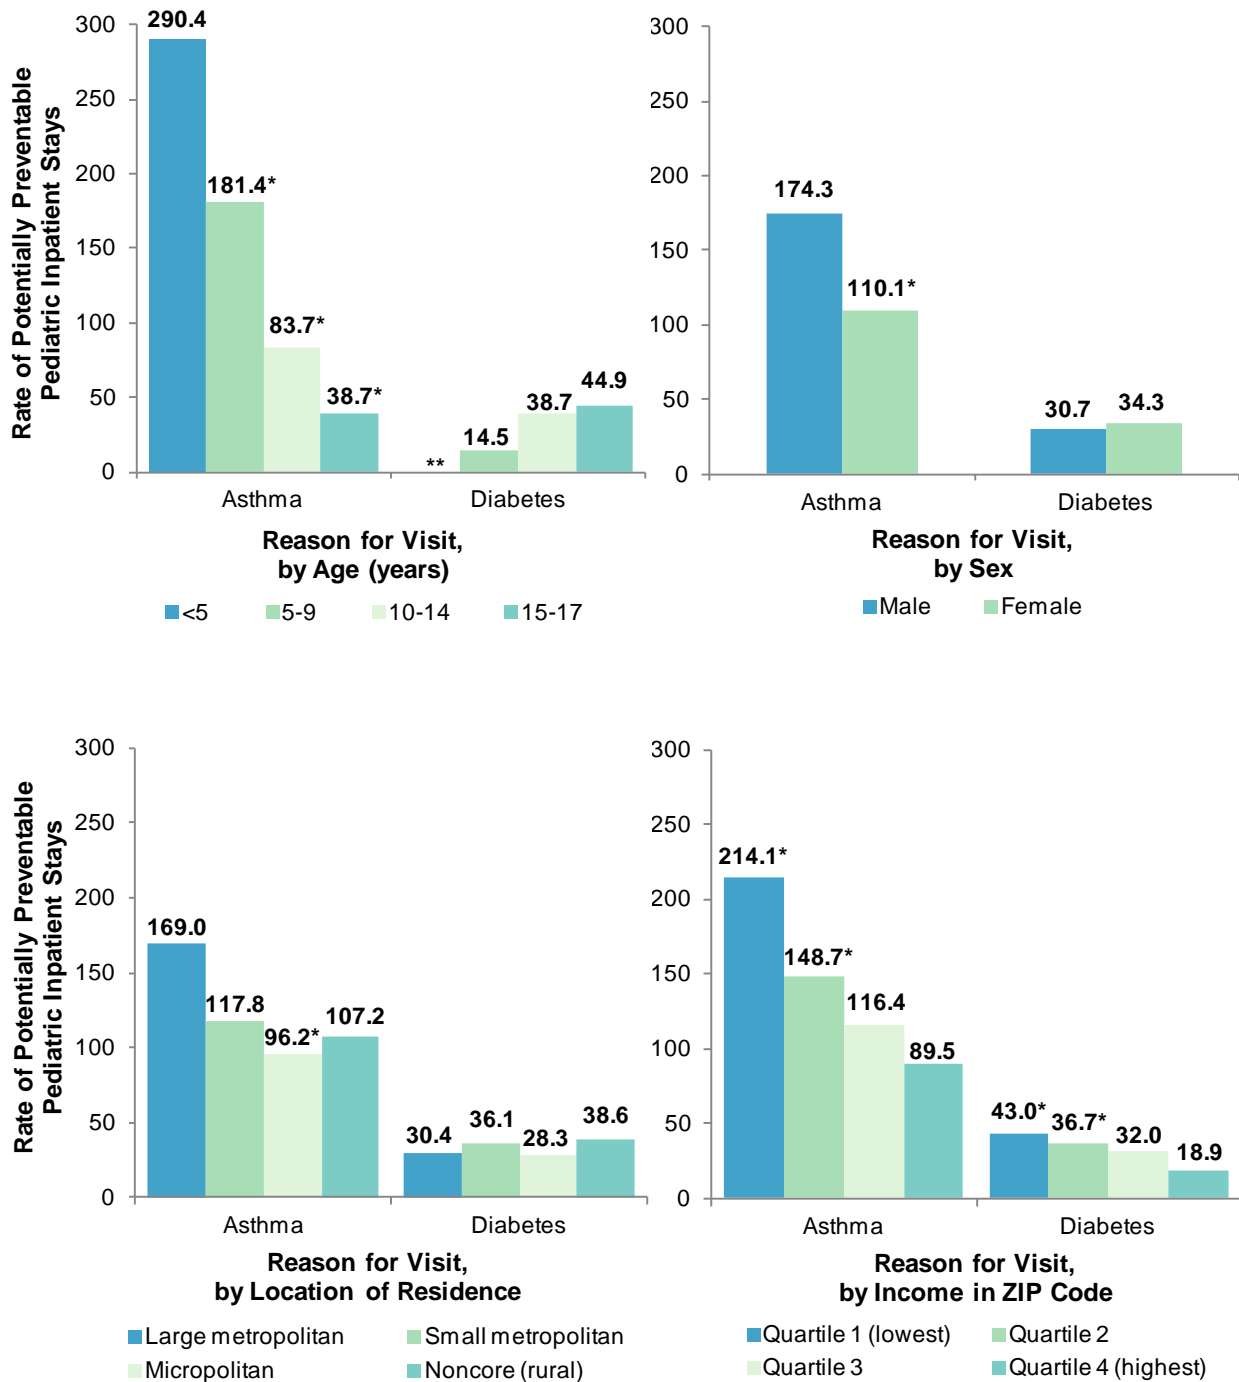 Rate of Potentially Preventable
Pediatric Inpatient Stays
300
250
200
150
100
50
0
290.4
181.4*
83.7*
38.7*
**
14.5
38.7
44.9
Asthma
Diabetes
Reason for Visit,
by Age (years)
<5
5-9
10-14
15-17
300
250
200
150
100
50
0
174.3
110.1*
30.7
34.3
Asthma
Diabetes
Reason for Visit,
by Sex
Male
Female
Rate of Potentially Preventable
Pediatric Inpatient Stays
300
250
200
150
100
50
0
169.0
117.8
96.2*
107.2
30.4
36.1
28.3
38.6
Asthma
Diabetes
Reason for Visit,
by Location of Residence
Large metropolitan
Small metropolitan
Micropolitan
Noncore (rural)
300
250
200
150
100
50
0
214.1*
148.7*
116.4
89.5
43.0*
36.7*
32.0
18.9
Asthma
Diabetes
Reason for Visit,
by Income in ZIP Code
Quartile 1 (lowest)
Quartile 2
Quartile 3
Quartile 4 (highest)